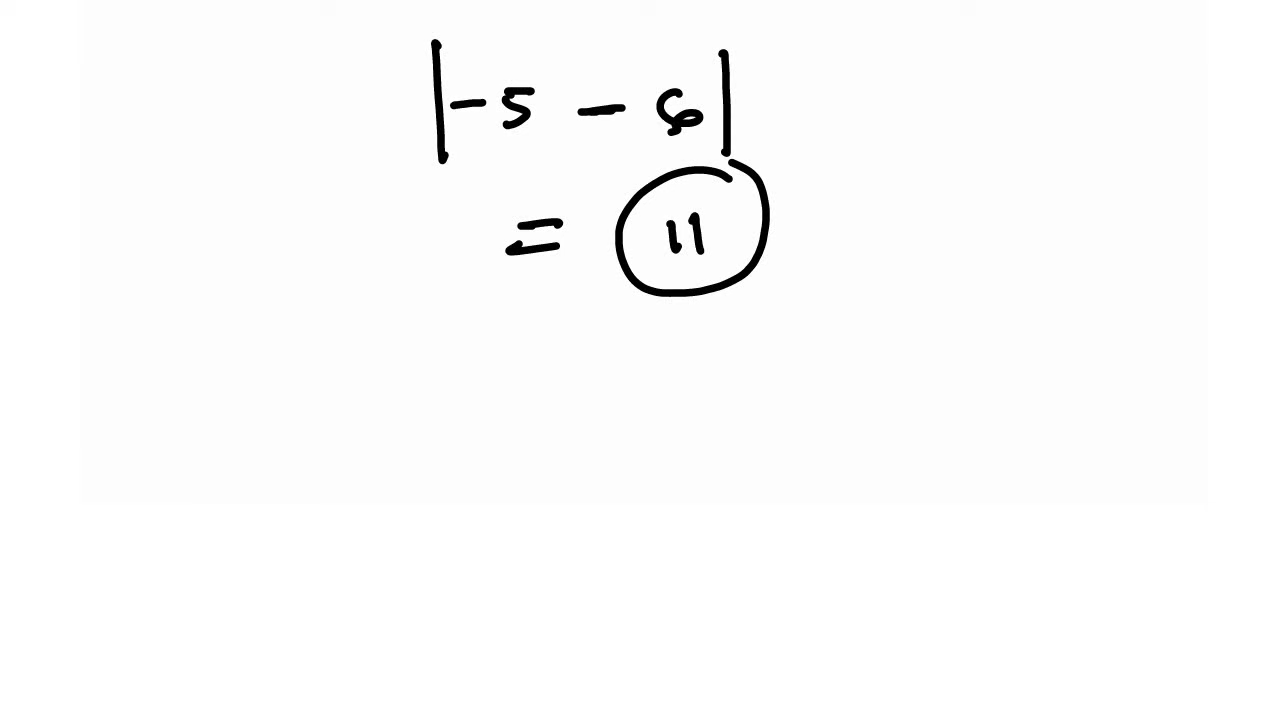 |-5 - 6|
= 11